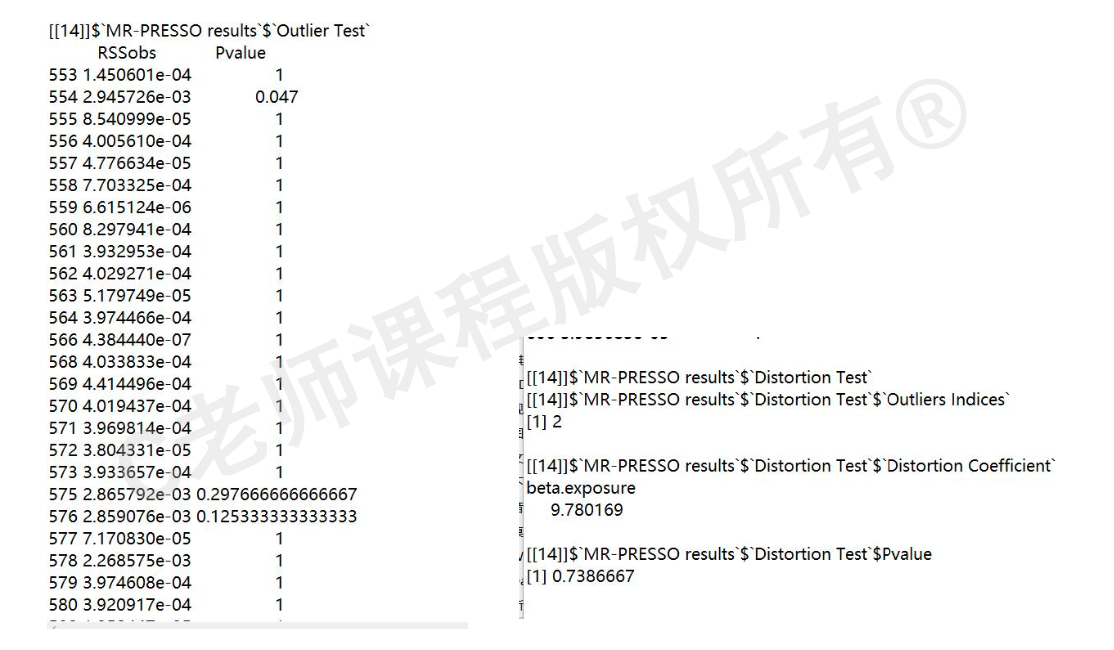 [[14]]$`MR-PRESSO results`$`Outlier Test`
RSSobs Pvalue
553 1.450601e-04 1
554 2.945726e-03 0.047
555 8.540999e-05 1
556 4.005610e-04 1
557 4.776634e-05 1
558 7.703325e-04 1
559 6.615124e-06 1
560 8.297941e-04 1
561 3.932953e-04 1
562 4.029271e-04 1
563 5.179749e-05 1
564 3.974466e-04 1
566 4.384440e-07 1
568 4.033833e-04 1
569 4.414496e-04 1
570 4.019437e-04 1
571 3.969814e-04 1
572 3.804331e-05 1
573 3.933657e-04 1
575 2.865792e-03 0.297666666666667
576 2.859076e-03 0.125333333333333
577 7.170830e-05 1
578 2.268575e-03 1
579 3.974608e-04 1
580 3.920917e-04 1
[[14]]$`MR-PRESSO results`$`Distortion Test`
[[14]]$`MR-PRESSO results`$`Distortion Test`$`Outliers Indices`
[1] 2
[[14]]$`MR-PRESSO results`$`Distortion Test`$`Distortion Coefficient`
beta.exposure
9.780169
[[14]]$`MR-PRESSO results`$`Distortion Test`$Pvalue
[1] 0.7386667
C老师课程版权所有®